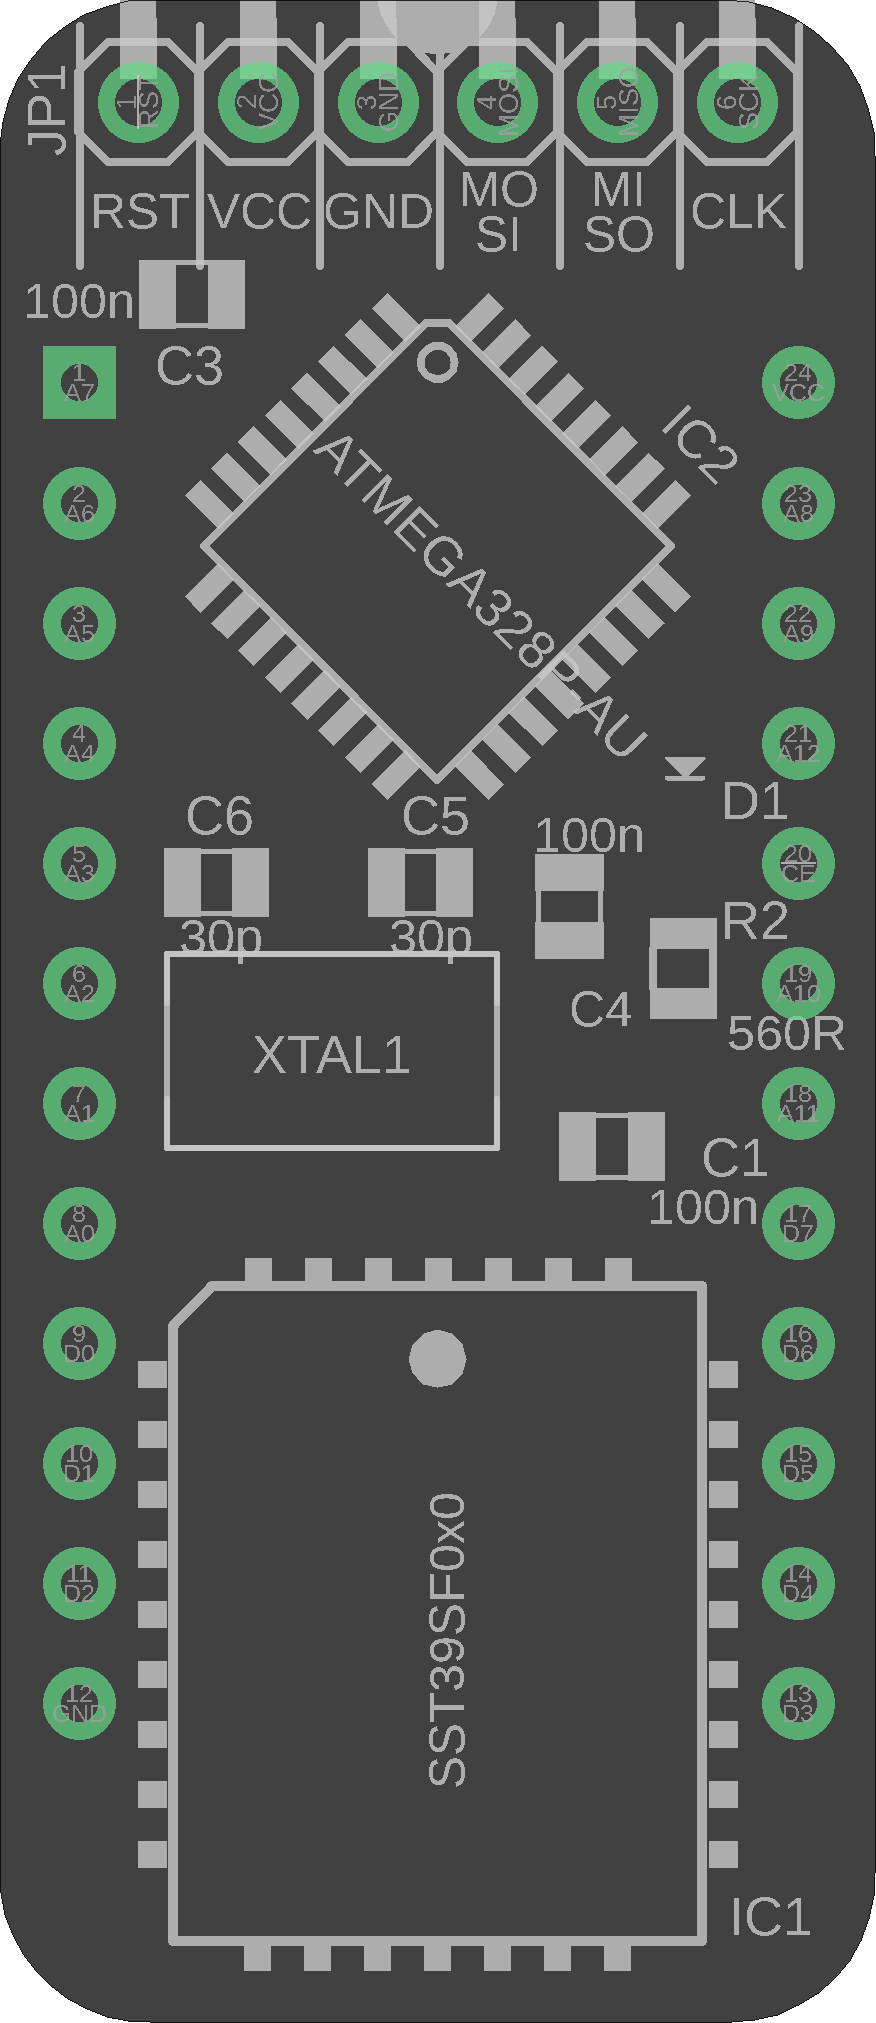 JP1
1
RST
2
VCC
3
GND
4
MOSI
5
MISO
6
SCK
RST
VCC
GND
MO
SI
MI
SO
CLK
100n
C3
1
A7
24
VCC
IC2
ATMEGA328P-AU
2
A6
23
A8
3
A5
22
A9
4
A4
21
A12
D1
C6
C5
100n
5
A3
20
CE
30p
30p
R2
6
A2
19
A10
C4
560R
XTAL1
7
A1
18
A11
C1
100n
8
A0
17
D7
9
D0
16
D6
10
D1
15
D5
SST39SF0x0
11
D2
14
D4
12
GND
13
D3
IC1